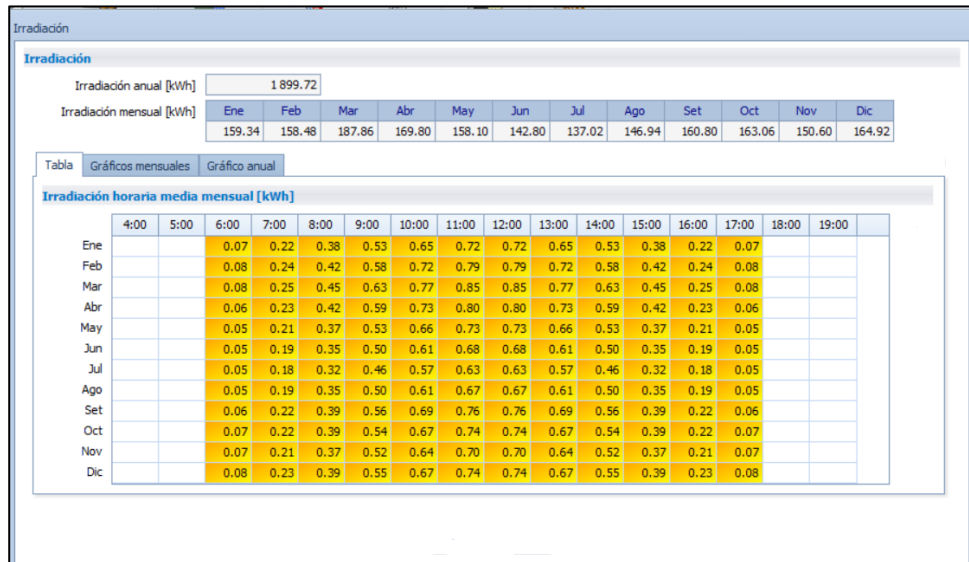 Irradiación
Irradiación
Irradiación anual [kWh] 1 899.72
Irradiación mensual [kWh] Ene Feb Mar Abr May Jun Jul Ago Set Oct Nov Dic
159.34 158.48 187.86 169.80 158.10 142.80 137.02 146.94 160.80 163.06 150.60 164.92
Tabla Gráficos mensuales Gráfico anual
Irradiación horaria media mensual [kWh]
4:00 5:00 6:00 7:00 8:00 9:00 10:00 11:00 12:00 13:00 14:00 15:00 16:00 17:00 18:00 19:00
Ene 0.07 0.22 0.38 0.53 0.65 0.72 0.72 0.65 0.53 0.38 0.22 0.07
Feb 0.08 0.24 0.42 0.58 0.72 0.79 0.79 0.72 0.58 0.42 0.24 0.08
Mar 0.08 0.25 0.45 0.63 0.77 0.85 0.85 0.77 0.63 0.45 0.25 0.08
Abr 0.06 0.23 0.42 0.59 0.73 0.80 0.80 0.73 0.59 0.42 0.23 0.06
May 0.05 0.21 0.37 0.53 0.66 0.73 0.73 0.66 0.53 0.37 0.21 0.05
Jun 0.05 0.19 0.35 0.50 0.61 0.68 0.68 0.61 0.50 0.35 0.19 0.05
Jul 0.05 0.18 0.32 0.46 0.57 0.63 0.63 0.57 0.46 0.32 0.18 0.05
Ago 0.05 0.19 0.35 0.50 0.61 0.67 0.67 0.61 0.50 0.35 0.19 0.05
Set 0.06 0.22 0.39 0.56 0.69 0.76 0.76 0.69 0.56 0.39 0.22 0.06
Oct 0.07 0.22 0.39 0.54 0.67 0.74 0.74 0.67 0.54 0.39 0.22 0.07
Nov 0.07 0.21 0.37 0.52 0.64 0.70 0.70 0.64 0.52 0.37 0.21 0.07
Dic 0.08 0.23 0.39 0.55 0.67 0.74 0.74 0.67 0.55 0.39 0.23 0.08